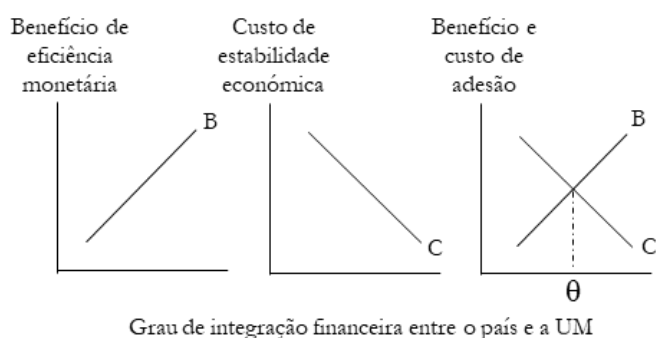 Benefício de
eficiência
monetária
Custo de
estabilidade
económica
Benefício e
custo de
adesão
B
C
B
C
θ
Grau de integração financeira entre o país e a UM